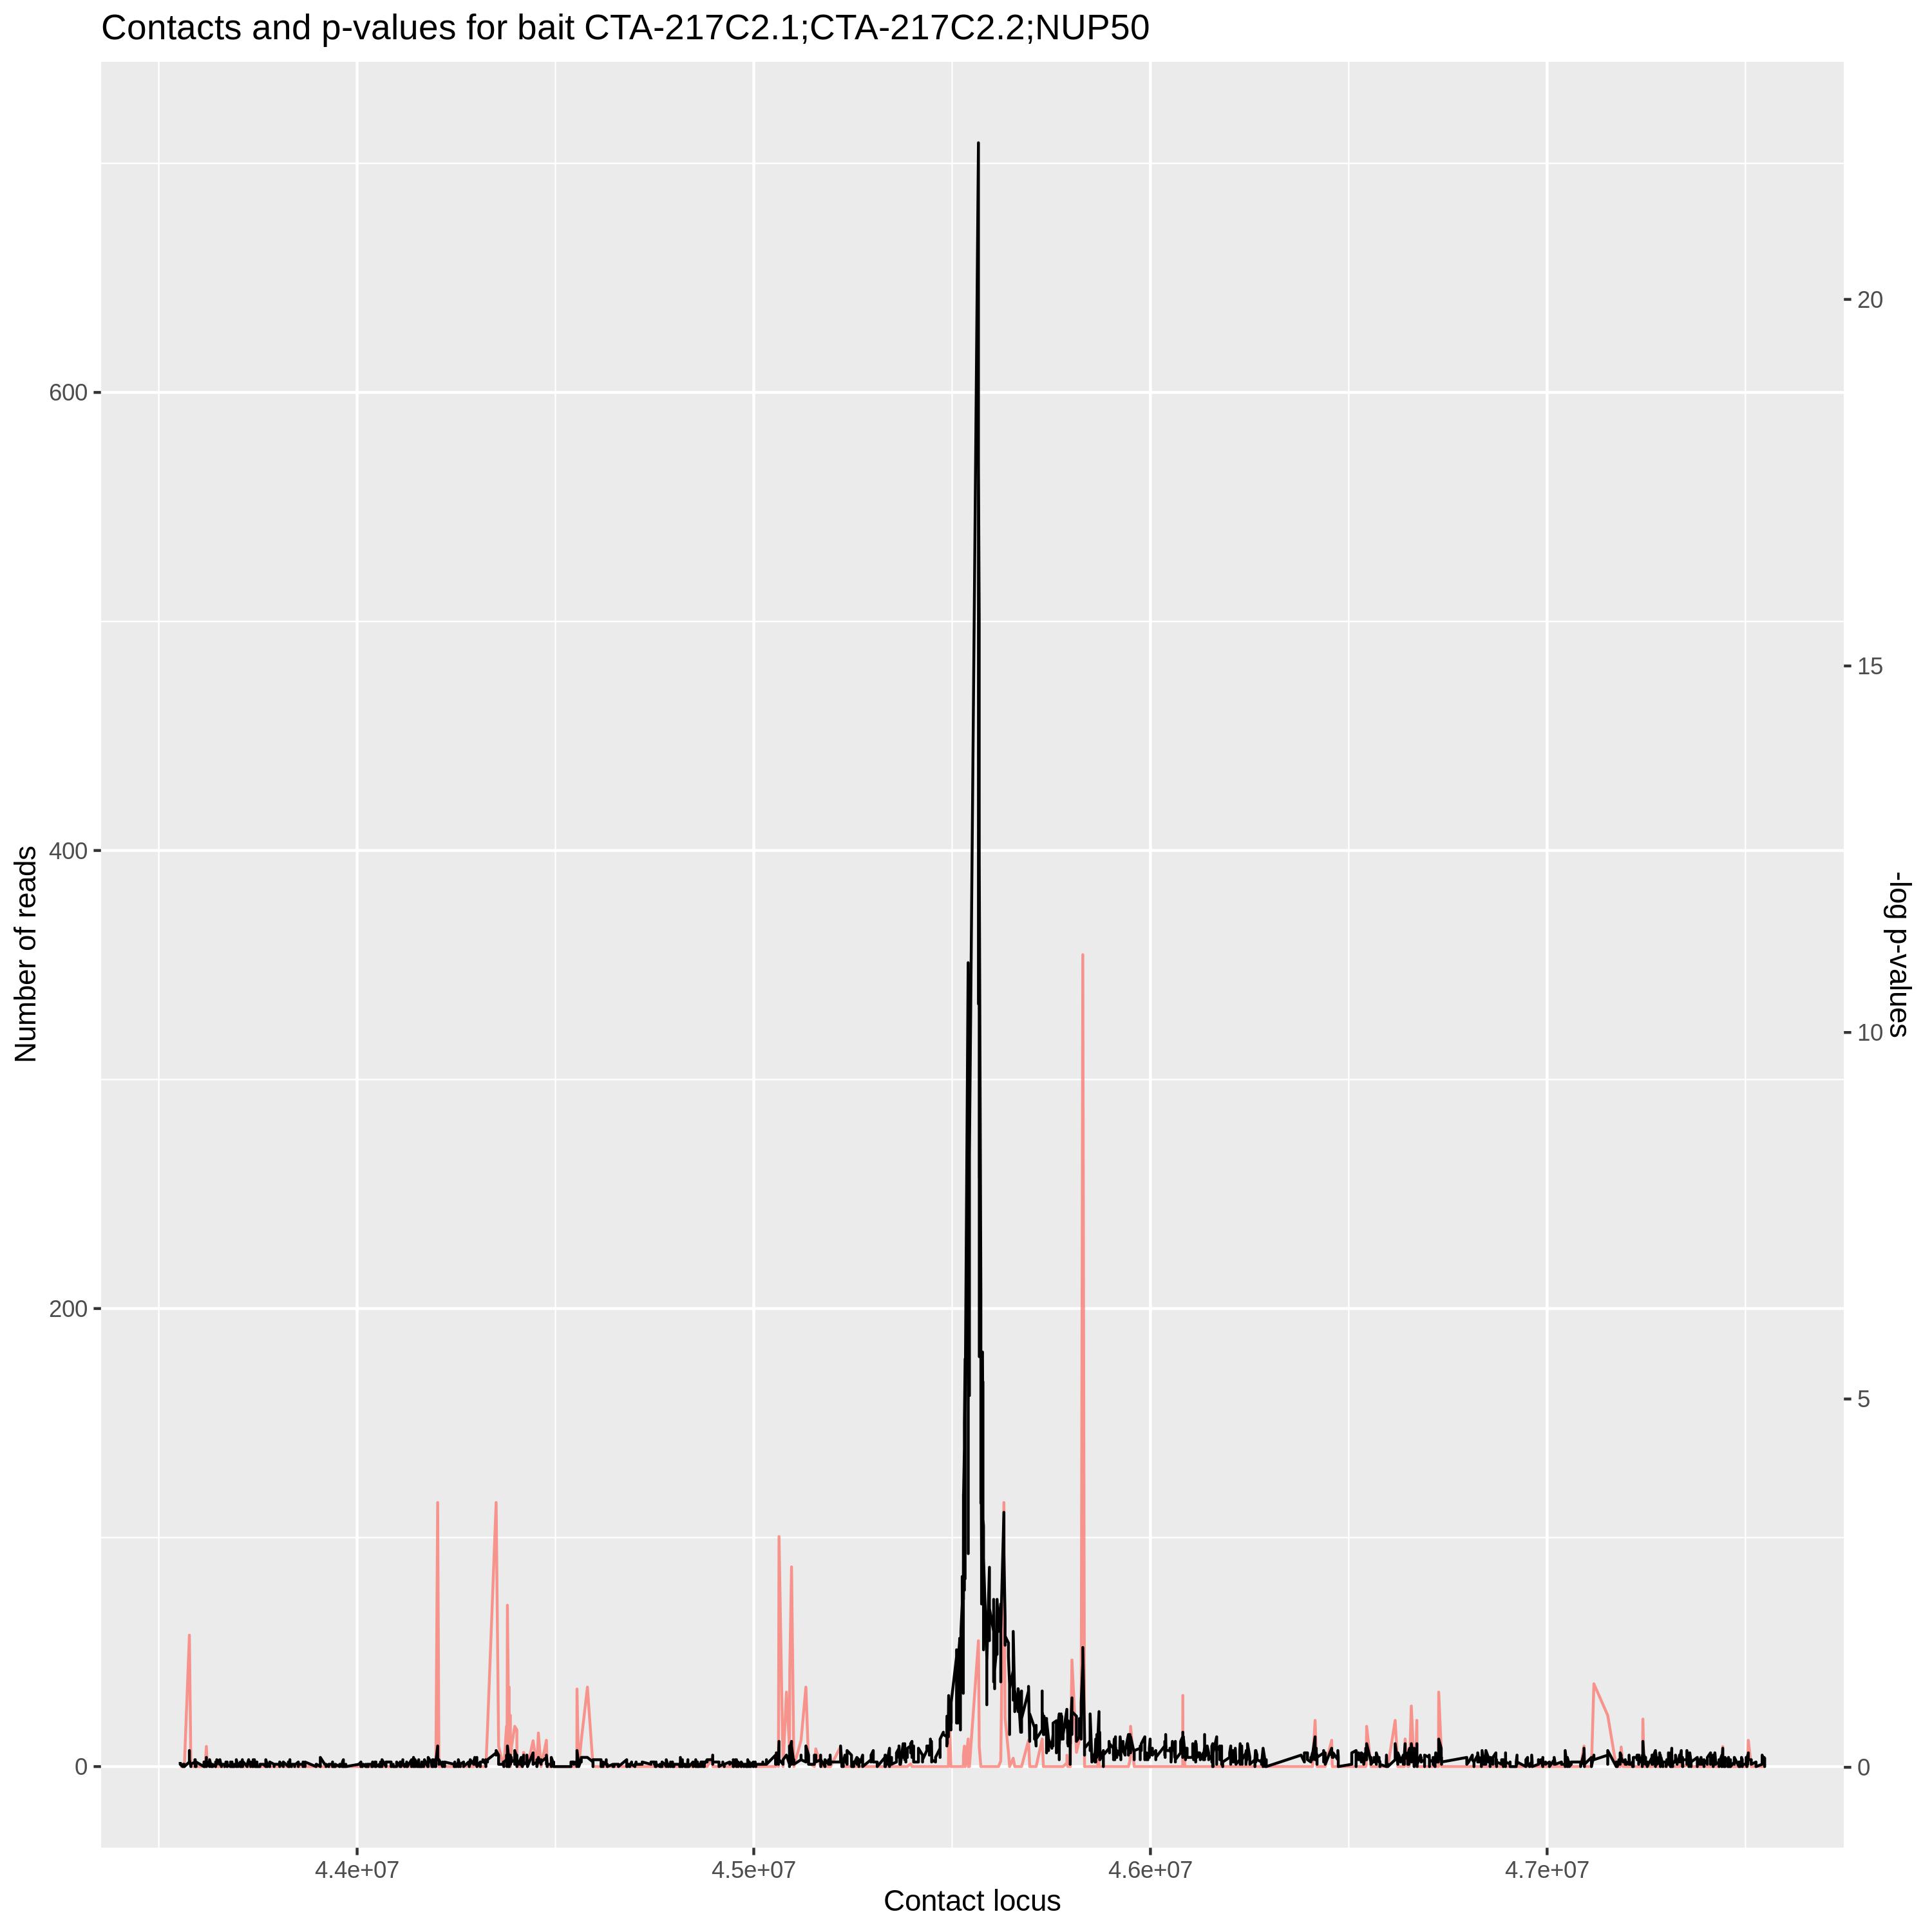 Contacts and p-values for bait CTA-217C2.1;CTA-217C2.2;NUP50
Number of reads
600
400
200
0
20
15
10
5
0
-log p-values
4.4e+07 4.5e+07 4.6e+07 4.7e+07
Contact locus